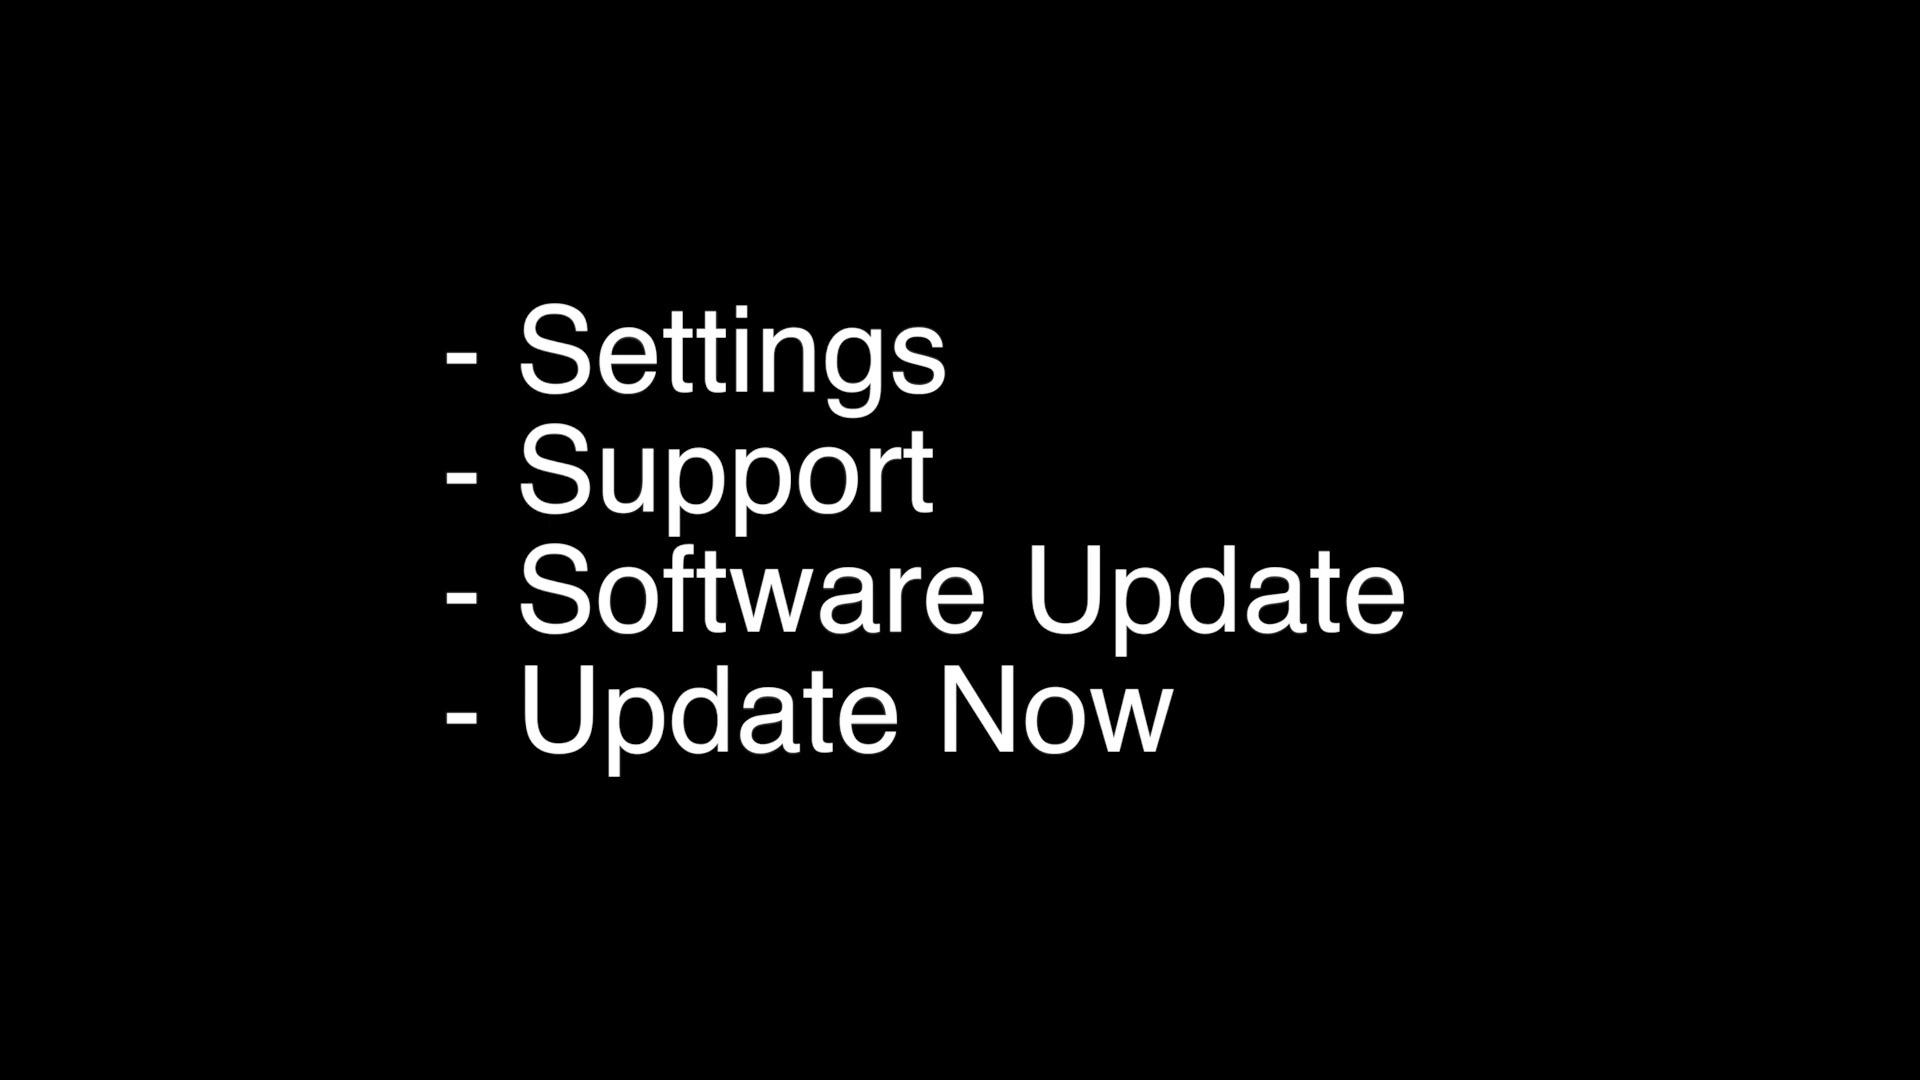 - Settings
- Support
- Software Update
- Update Now